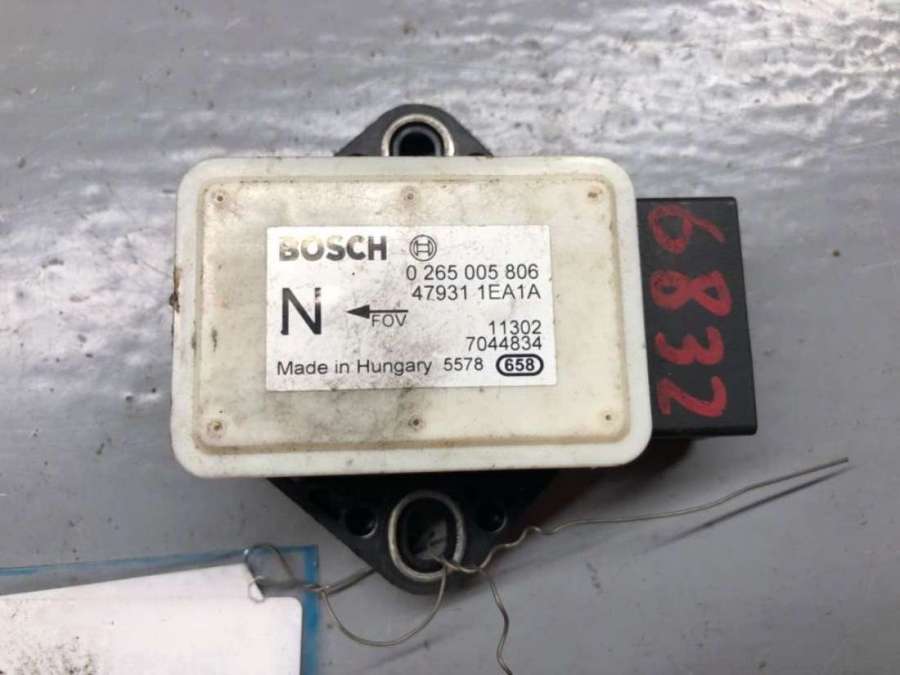 BOSCH
0 265 005 806
47931 1EA1A
N
FOV
11302
7044834
Made in Hungary 5578 658
6832